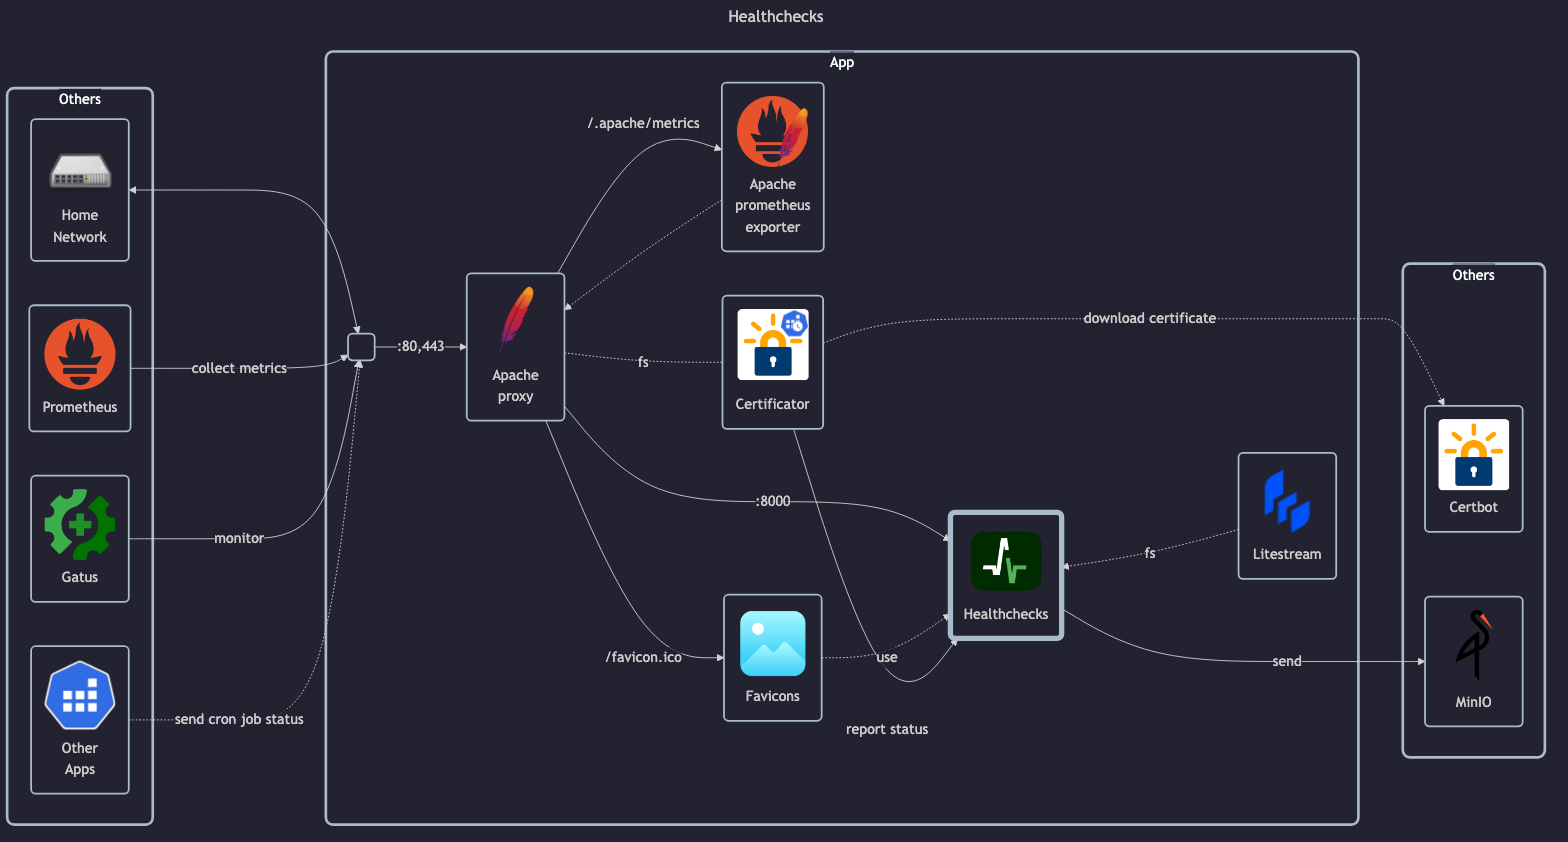 Healthchecks
App
Others
Home
Network
Prometheus
Gatus
Other
Apps
collect metrics
monitor
send cron job status
:80,443
Apache
proxy
/.apache/metrics
fs
:8000
/favicon.ico
Apache
prometheus
exporter
Certificator
Favicons
use
report status
Healthchecks
download certificate
fs
send
Litestream
Others
Certbot
MinIO